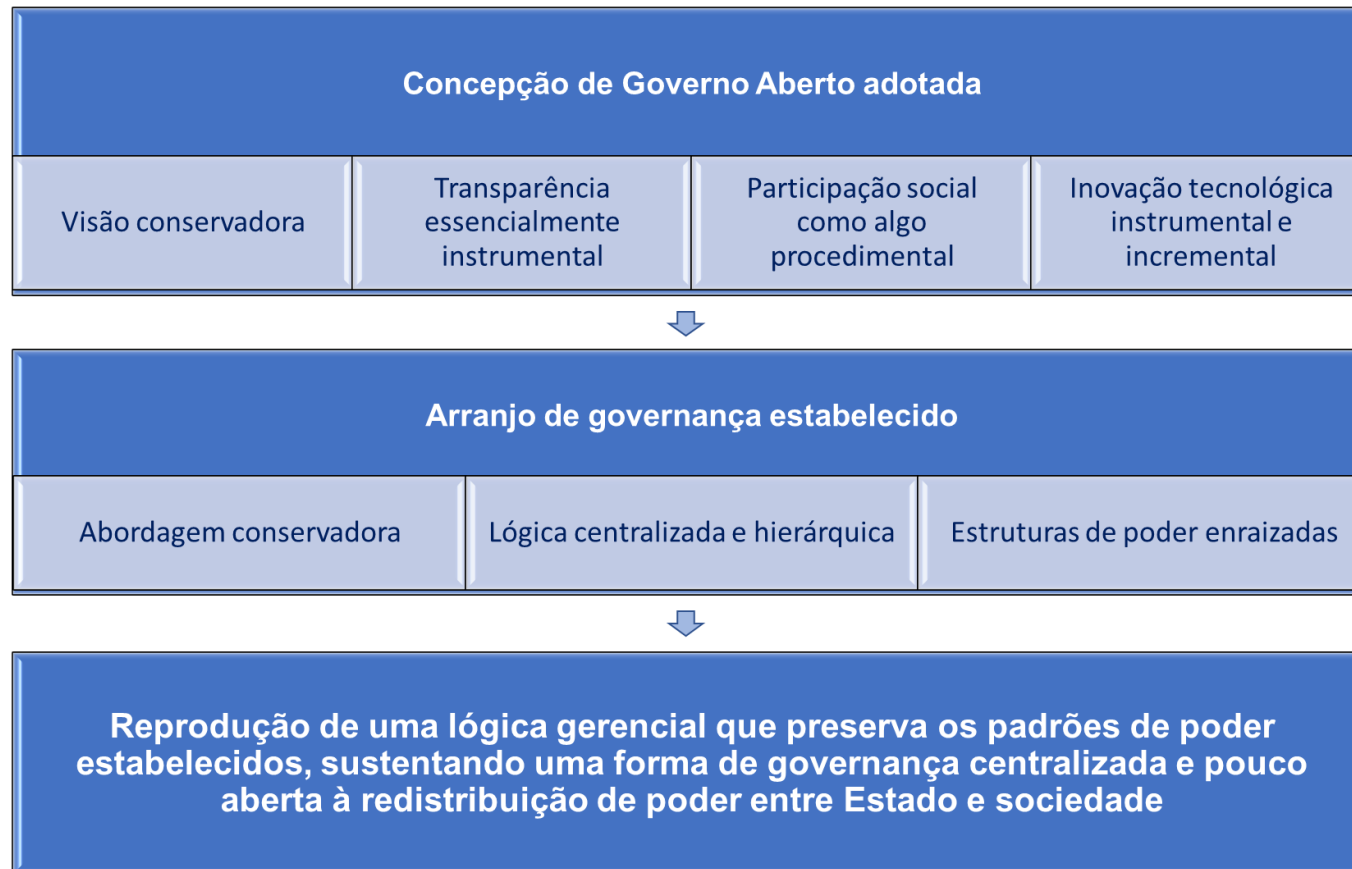 Concepção de Governo Aberto adotada
Visão conservadora
Transparência
essencialmente
instrumental
Participação social
como algo
procedimental
Inovação tecnológica
instrumental e
incremental
Arranjo de governança estabelecido
Abordagem conservadora
Lógica centralizada e hierárquica
Estruturas de poder enraizadas
Reprodução de uma lógica gerencial que preserva os padrões de poder
estabelecidos, sustentando uma forma de governança centralizada e pouco
aberta à redistribuição de poder entre Estado e sociedade